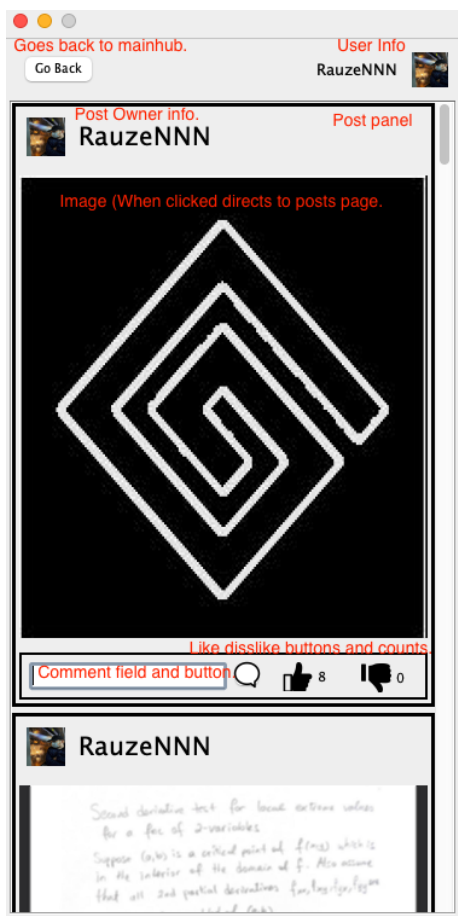 Goes back to mainhub.
User Info
Go Back
RauzeNNN
Post Owner info.
Post panel
RauzeNNN
Image (When clicked directs to posts page.
Like disslike buttons and counts.
Comment field and button.
8
0
RauzeNNN
Second derivative test for local extreme values
for a fnc of 2-variables
Suppose (a,b) is a critical point of f(x,y) which is
in the interior of the domain of f. Also assume
that all 2nd partial derivatives